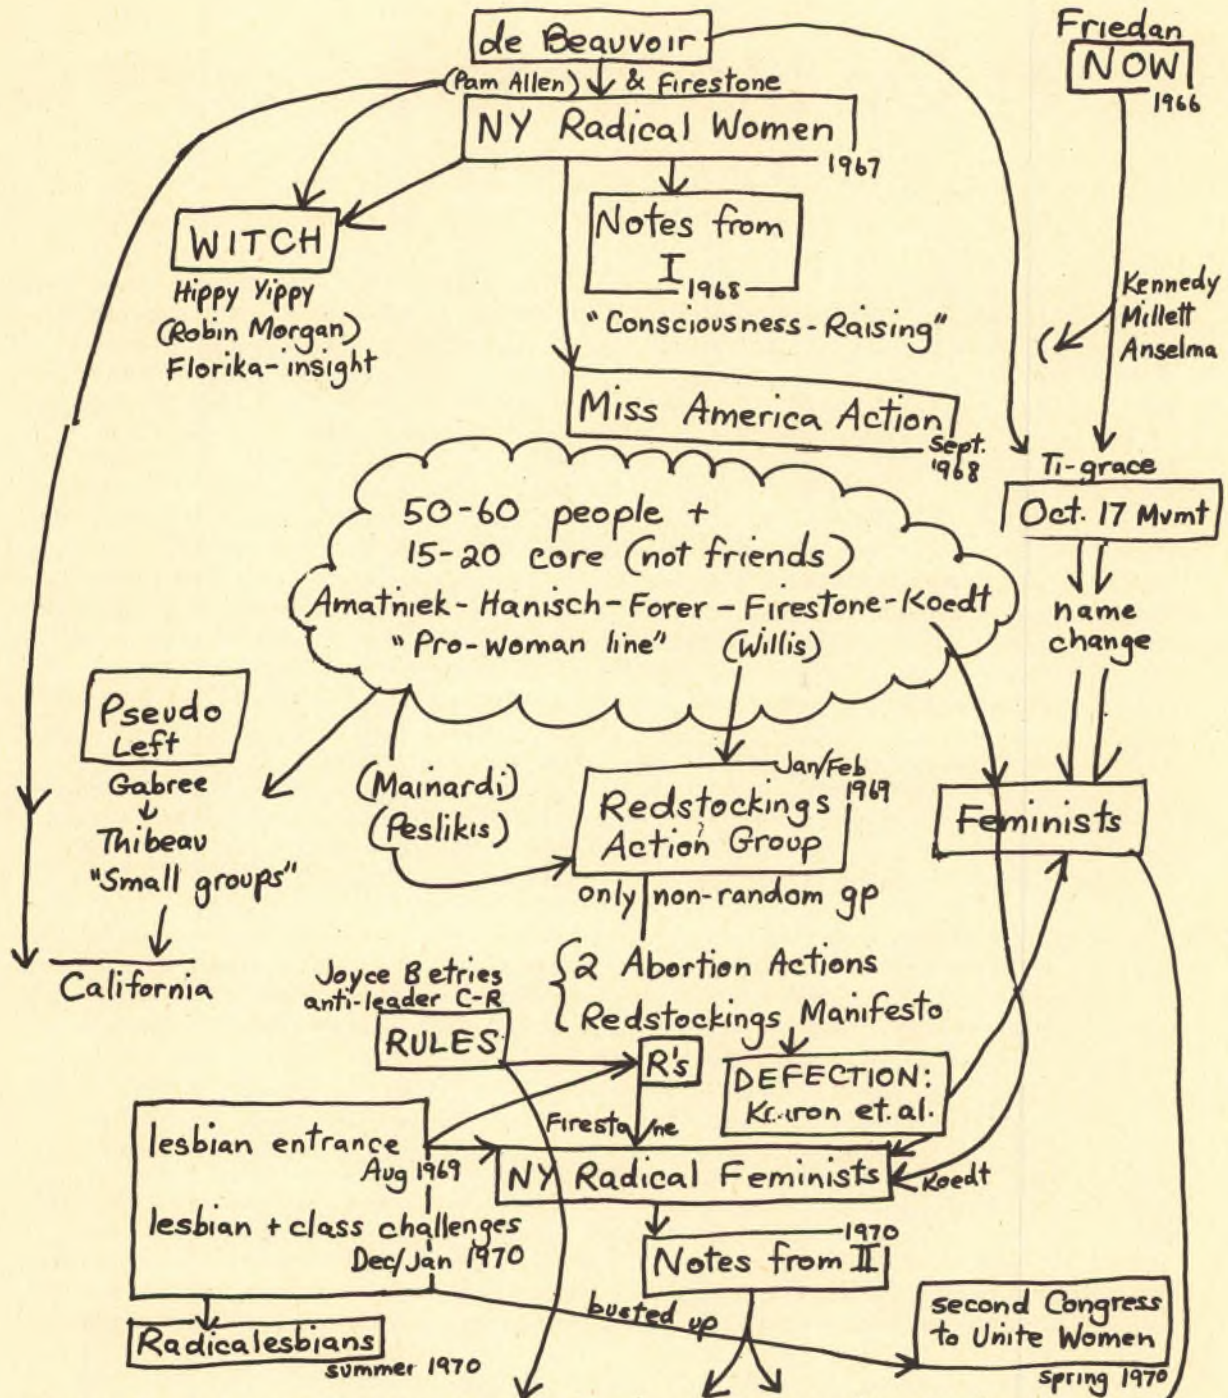 de Beauvoir
Friedan
NOW
1966
(Pam Allen) & Firestone
NY Radical Women
1967
WITCH
Hippy Yippy
(Robin Morgan)
Florika-insight
Notes from
I
1968
"Consciousness-Raising"
Kennedy
Millett
Anselma
Miss America Action
Sept.
1968
Ti-grace
Oct. 17 Mvmt
name
change
50-60 people +
15-20 core (not friends)
Amatniek-Hanisch-Forer-Firestone-Koedt
"Pro-woman line" (Willis)
Pseudo
Left
Gabree
Thibeau
"Small groups"
California
(Mainardi)
(Peslikis)
Jan/Feb
1969
Redstockings
Action Group
only non-random gp
Feminists
2 Abortion Actions
Redstockings Manifesto
Joyce Betries
anti-leader C-R
RULES
R's
DEFECTION:
et.al.
Firestone
lesbian entrance
Aug 1969
lesbian + class challenges
Dec/Jan 1970
NY Radical Feminists
Koedt
1970
Notes from II
busted up
second Congress
to Unite Women
spring 1970
Radicalesbians
summer 1970